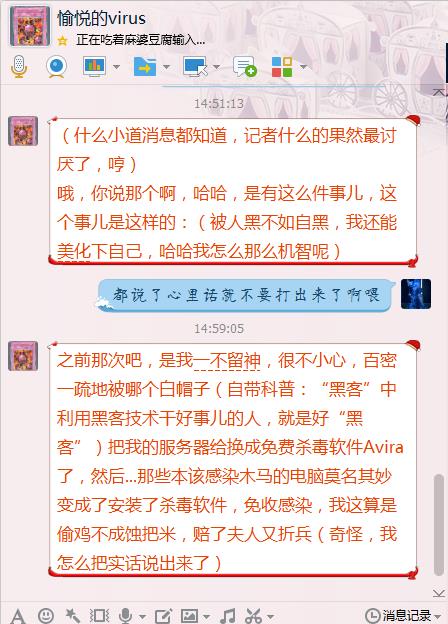 愉悦的virus
正在吃着麻婆豆腐输入...
14:51:13
（什么小道消息都知道，记者什么的果然最讨
厌了，哼）
哦，你说那个啊，哈哈，是有这么件事儿，这
个事儿是这样的：（被人黑不如自黑，我还能
美化下自己，哈哈我怎么那么机智呢）
都说了心里话就不要打出来了啊喂
14:59:05
之前那次吧，是我一不留神，很不小心，百密
一疏地被哪个白帽子（自带科普：“黑客”中
利用黑客技术干好事儿的人，就是好“黑
客”）把我的服务器给换成免费杀毒软件Avira
了，然后...那些本该感染木马的电脑莫名其妙
变成了安装了杀毒软件，免收感染，我这算是
偷鸡不成蚀把米，赔了夫人又折兵（奇怪，我
怎么把实话说出来了）
消息记录